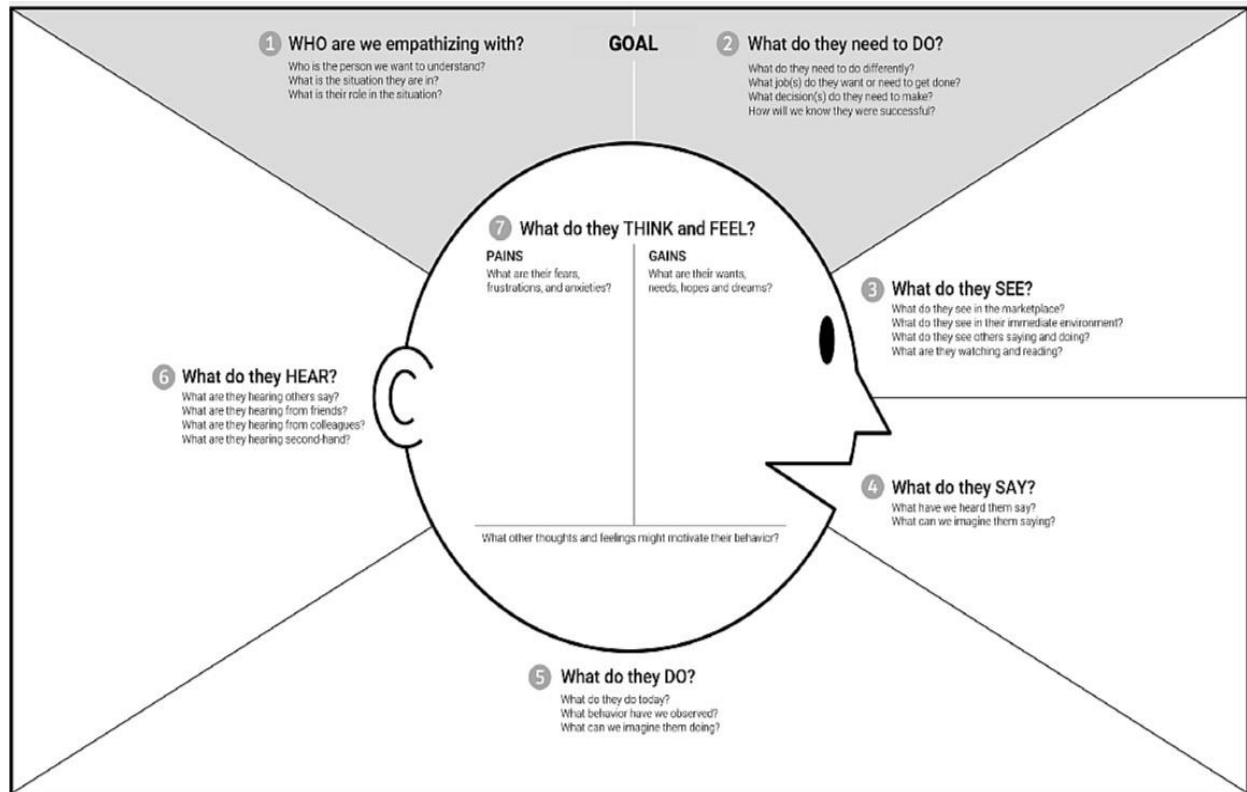 GOAL
1 WHO are we empathizing with?
Who is the person we want to understand?
What is the situation they are in?
What is their role in the situation?
2 What do they need to DO?
What do they need to do differently?
What job(s) do they want or need to get done?
What decision(s) do they need to make?
How will we know they were successful?
3 What do they SEE?
What do they see in the marketplace?
What do they see in their immediate environment?
What do they see others saying and doing?
What are they watching and reading?
4 What do they SAY?
What have we heard them say?
What can we imagine them saying?
5 What do they DO?
What do they do today?
What behavior have we observed?
What can we imagine them doing?
6 What do they HEAR?
What are they hearing others say?
What are they hearing from friends?
What are they hearing from colleagues?
What are they hearing second-hand?
7 What do they THINK and FEEL?
PAINS
What are their fears,
frustrations, and anxieties?
GAINS
What are their wants,
needs, hopes and dreams?
What other thoughts and feelings might motivate their behavior?